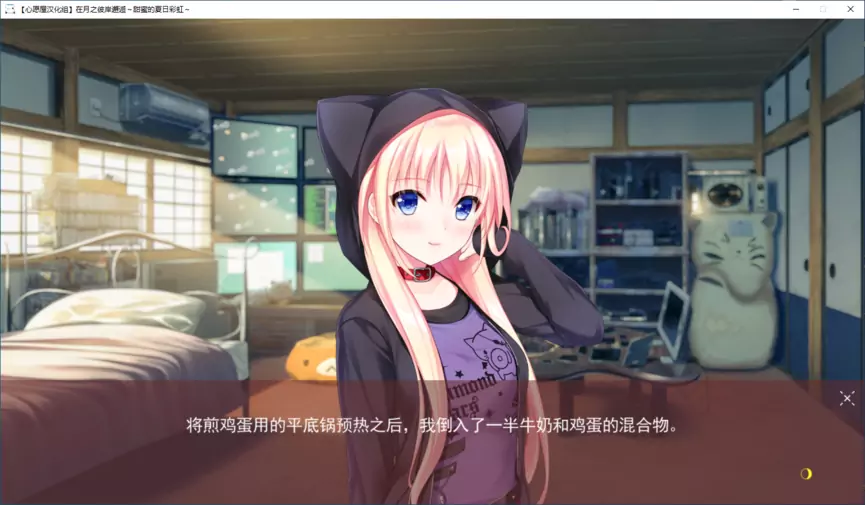 【心愿屋汉化组】在月之彼岸邂逅～甜蜜的夏日彩虹～
将煎鸡蛋用的平底锅预热之后，我倒入了一半牛奶和鸡蛋的混合物。